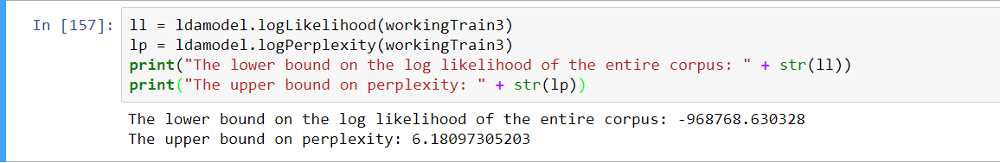 In [157]: ll = ldamodel.logLikelihood(workingTrain3)
lp = ldamodel.logPerplexity(workingTrain3)
print("The lower bound on the log likelihood of the entire corpus: " + str(ll))
print("The upper bound on perplexity: " + str(lp))
The lower bound on the log likelihood of the entire corpus: -968768.630328
The upper bound on perplexity: 6.18097305203